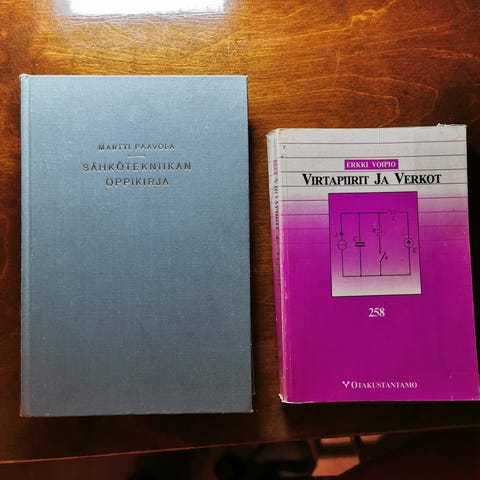 MARTTI PAAVOLA
SÄHKÖTEKNIIKAN
OPPIKIRJA
ERKKI VOIPIO
VIRTAPIIRIT JA VERKOT
C
R
L
E
258
OTAKUSTANTAMO